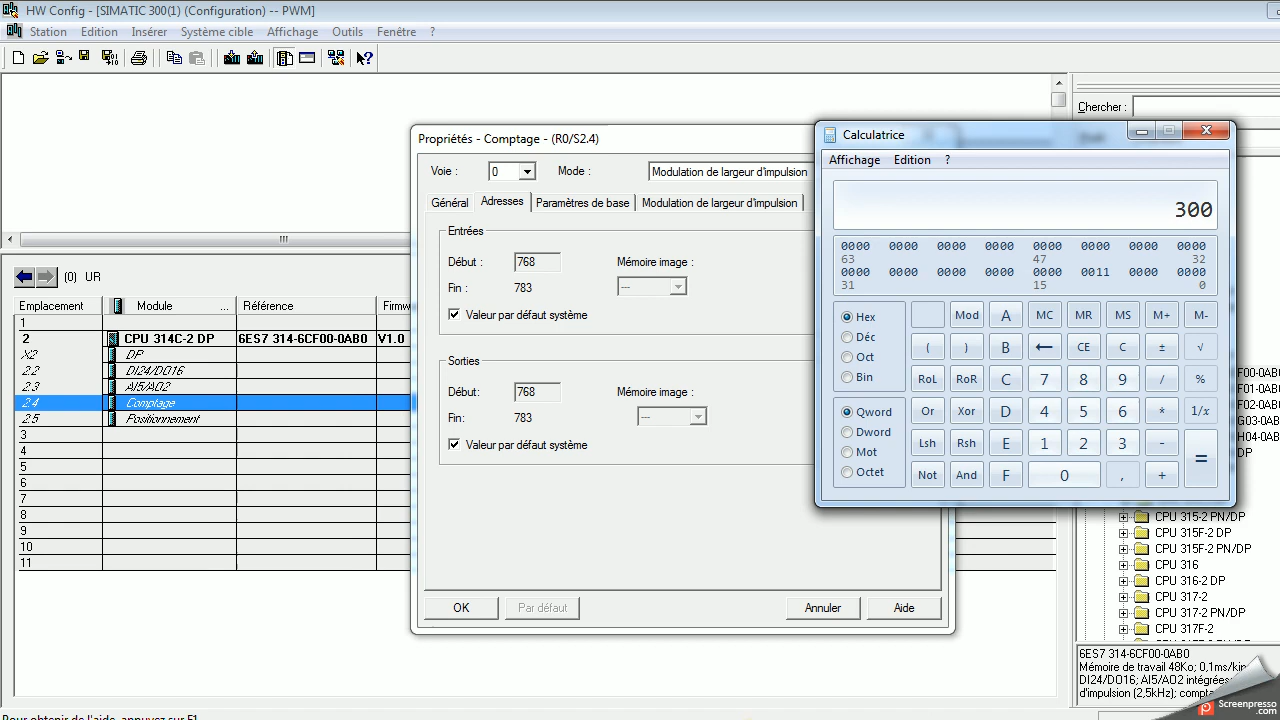 HW Config - [SIMATIC 300(1) (Configuration) -- PWM]
Station Edition Insérer Système cible Affichage Outils Fenêtre ?
Chercher :
(0) UR
Emplacement Module ... Référence Firmw
1
2 CPU 314C-2 DP 6ES7 314-6CF00-0AB0 V1.0
X2 DP
2.2 DI24/DO16
2.3 AI5/AO2
2.4 Comptage
2.5 Positionnement
3
4
5
6
7
8
9
10
11
Propriétés - Comptage - (R0/S2.4)
Voie : 0 Mode : Modulation de largeur d'impulsion
Général Adresses Paramètres de base Modulation de largeur d'impulsion
Entrées
Début : 768 Mémoire image :
Fin : 783 ---
Valeur par défaut système
Sorties
Début : 768 Mémoire image :
Fin: 783 ---
Valeur par défaut système
OK Par défaut Annuler Aide
Calculatrice
Affichage Edition ?
300
0000 0000 0000 0000 0000 0000 0000 0000
63 47 32
0000 0000 0000 0000 0000 0011 0000 0000
31 15 0
Hex Mod A MC MR MS M+ M-
Déc
Oct ( ) B ← CE C ± √
Bin RoL RoR C 7 8 9 / %
Qword Or Xor D 4 5 6 * 1/x
Dword
Mot Lsh Rsh E 1 2 3 - =
Octet Not And F 0 , +
F00-0AB0
F01-0AB0
F02-0AB0
G03-0AB0
H04-0AB0
DP
CPU 315-2 PN/DP
CPU 315F-2 DP
CPU 315F-2 PN/DP
CPU 316
CPU 316-2 DP
CPU 317-2
CPU 317-2 PN/DP
CPU 317F-2
6ES7 314-6CF00-0AB0
Mémoire de travail 48Ko; 0,1ms/kin
DI24/DO16; AI5/AO2 intégrées
d'impulsion (2,5kHz); compta
Pour obtenir de l'aide, appuyez sur F1.
Screenpresso
.com